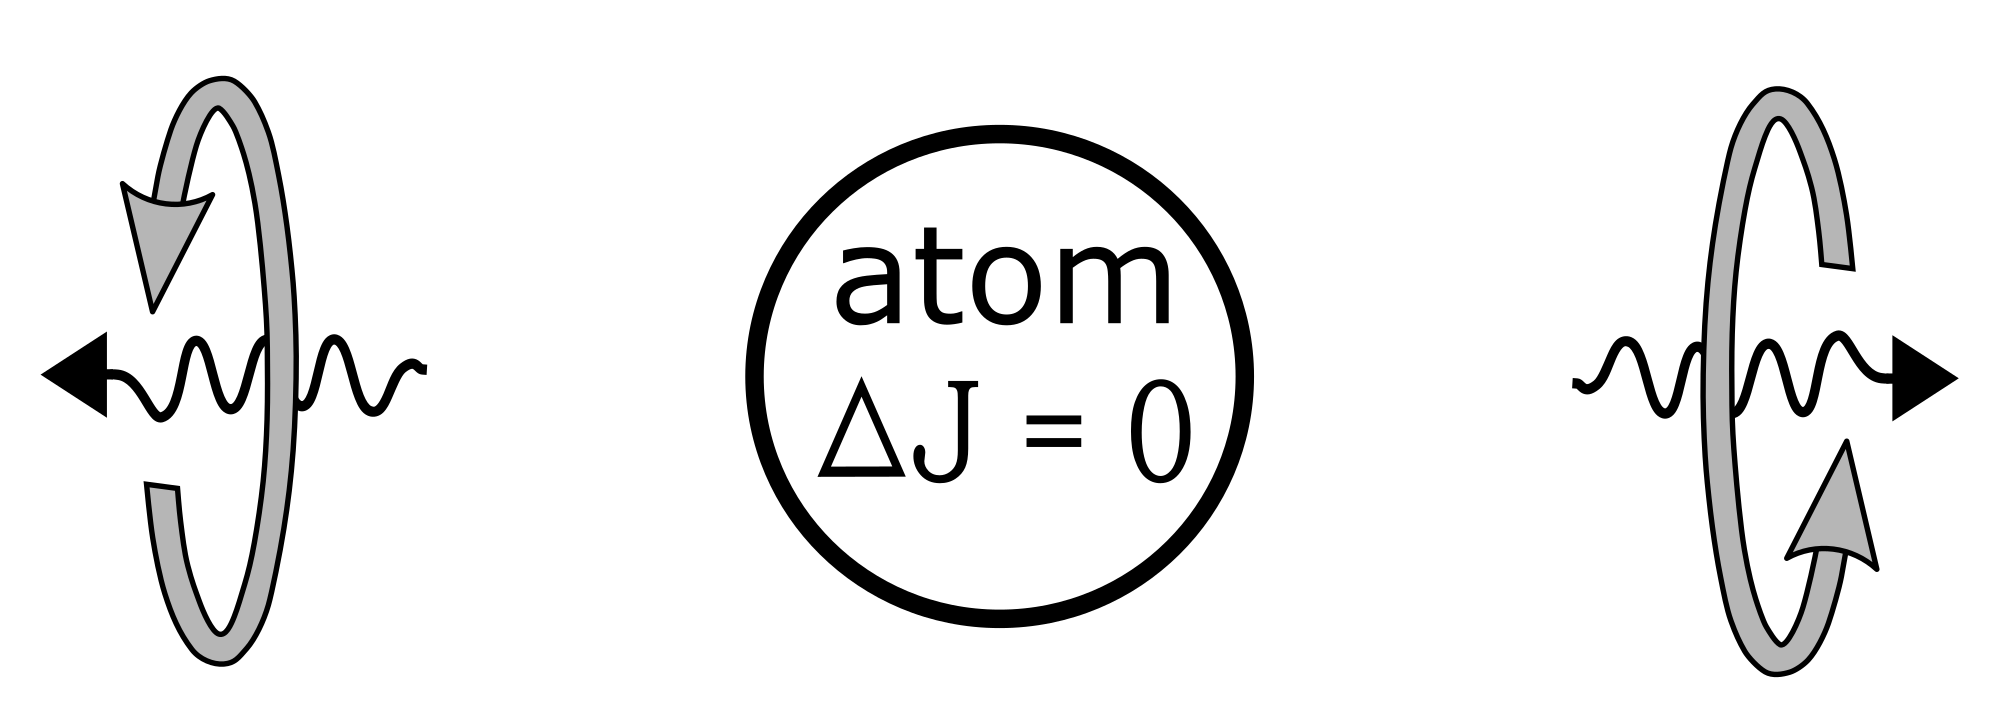 atom
ΔJ = 0